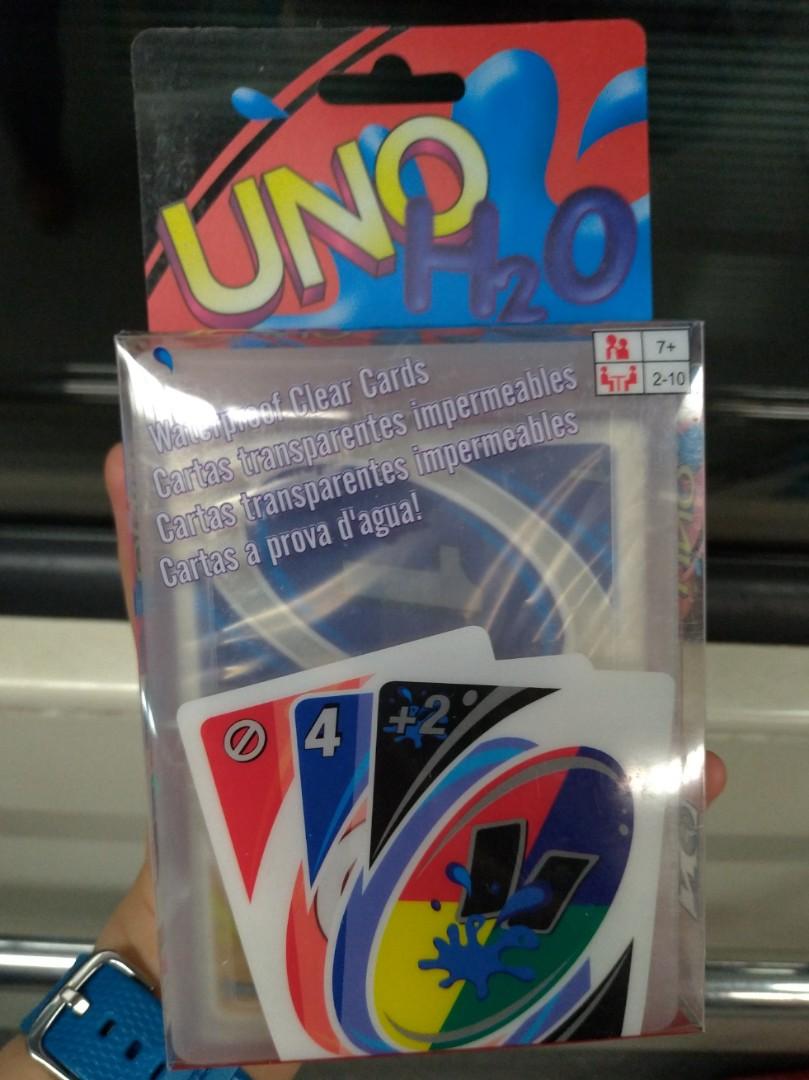 UNO
H2O
7+
2-10
Waterproof Clear Cards
Cartas transparentes impermeables
Cartas transparentes impermeables
Cartas a prova d'agua!
4
+2